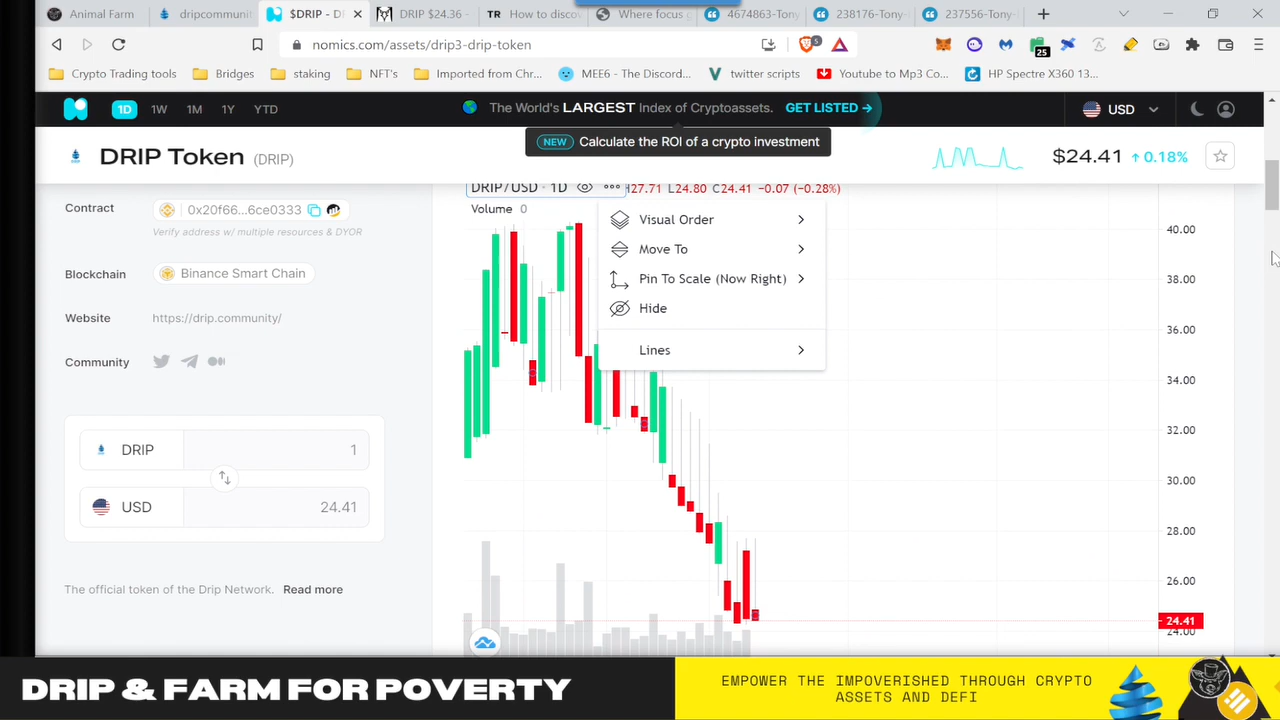 Animal Farm
dripcommuni
$DRIP - D
DRIP $24.36 -
TR
How to disco
Where focus g
4674863-Tony
238176-Tony-
237556-Tony-
nomics.com/assets/drip3-drip-token
5
25
Crypto Trading tools
Bridges
staking
NFT's
Imported from Chr...
MEE6 - The Discord...
twitter scripts
Youtube to Mp3 Co...
HP Spectre X360 13...
1D
1W
1M
1Y
YTD
The World's LARGEST Index of Cryptoassets. GET LISTED
USD
NEW Calculate the ROI of a crypto investment
DRIP Token (DRIP)
$24.41 ↑ 0.18%
Contract
0x20f66...6ce0333
Verify address w/ multiple resources & DYOR
Blockchain
Binance Smart Chain
Website
https://drip.community/
Community
DRIP
1
USD
24.41
The official token of the Drip Network. Read more
DRIP/USD · 1D
H27.71 L24.80 C24.41 −0.07 (−0.28%)
Volume 0
Visual Order
Move To
Pin To Scale (Now Right)
Hide
Lines
40.00
38.00
36.00
34.00
32.00
30.00
28.00
26.00
24.41
24.00
DRIP & FARM FOR POVERTY
EMPOWER THE IMPOVERISHED THROUGH CRYPTO
ASSETS AND DEFI